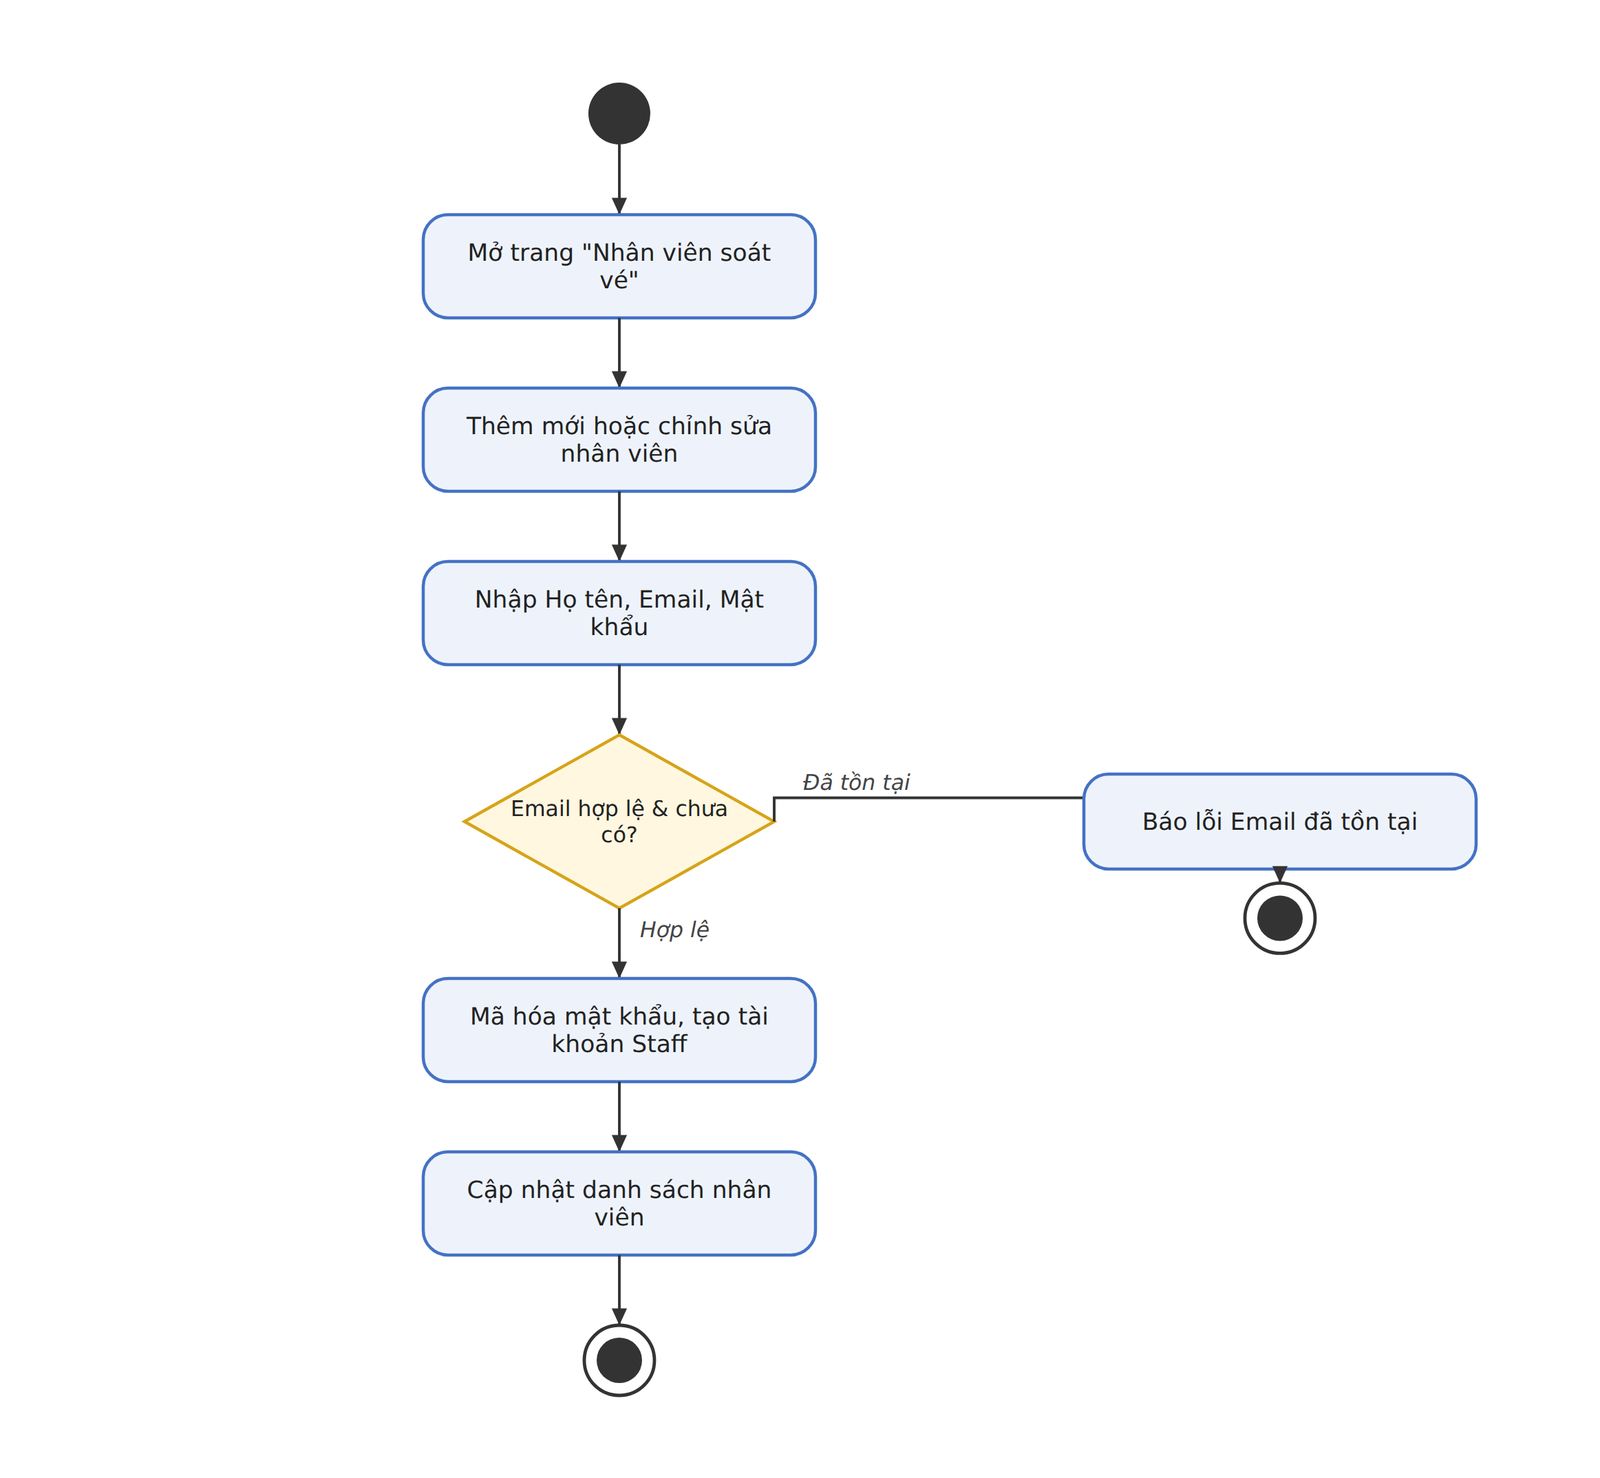 Mở trang "Nhân viên soát
vé"
Thêm mới hoặc chỉnh sửa
nhân viên
Nhập Họ tên, Email, Mật
khẩu
Email hợp lệ & chưa
có?
Đã tồn tại
Báo lỗi Email đã tồn tại
Hợp lệ
Mã hóa mật khẩu, tạo tài
khoản Staff
Cập nhật danh sách nhân
viên